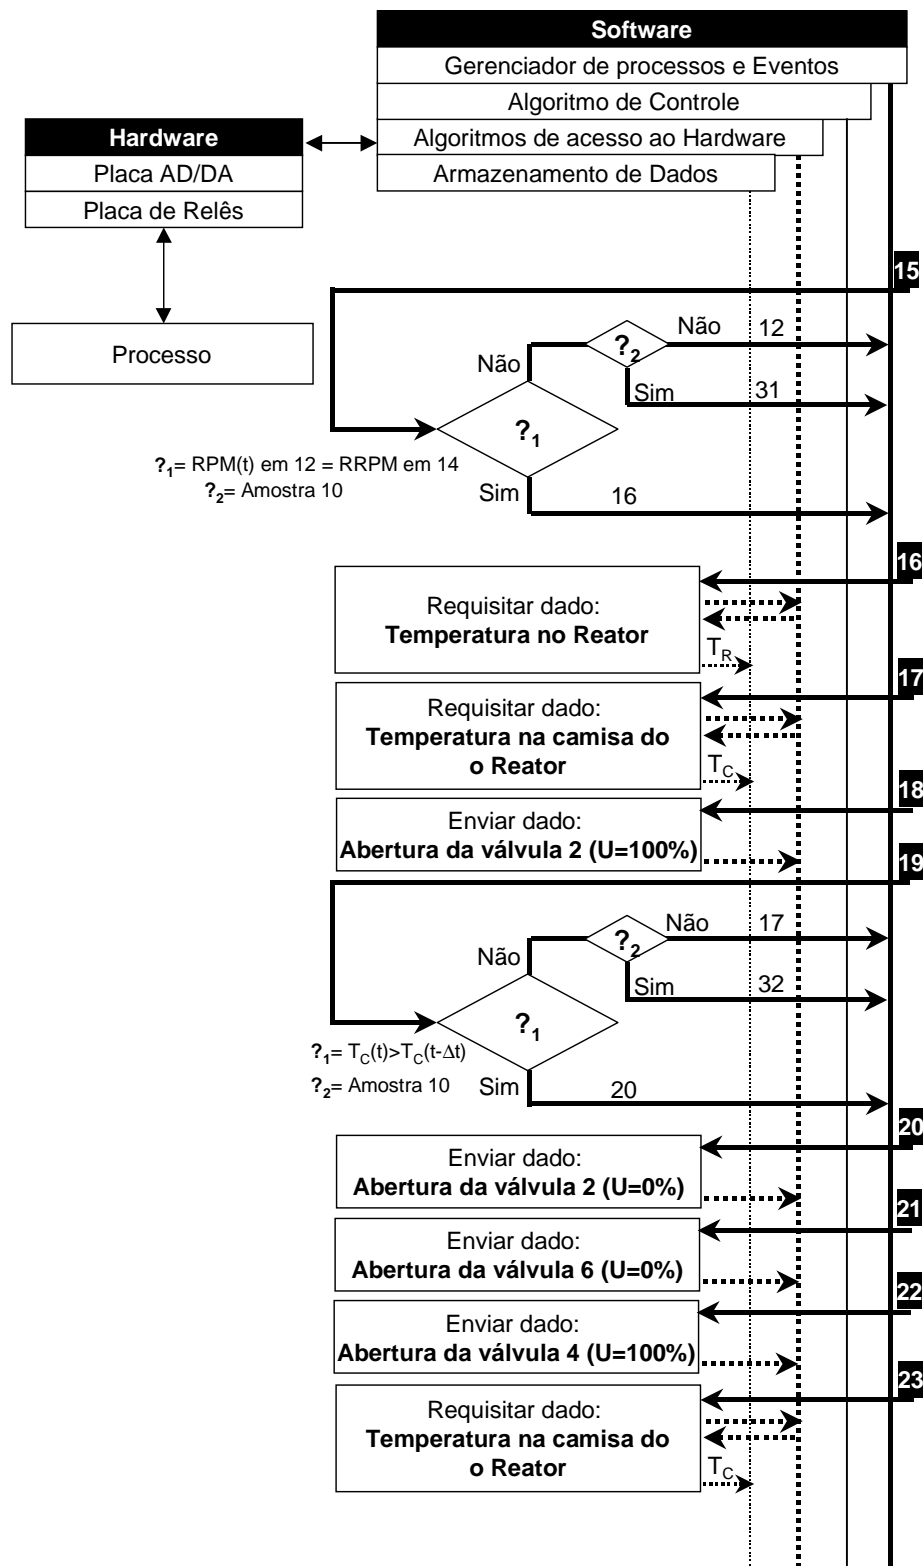 Software
Gerenciador de processos e Eventos
Algoritmo de Controle
Algoritmos de acesso ao Hardware
Armazenamento de Dados
Hardware
Placa AD/DA
Placa de Relês
Processo
15
Não
12
?2
Não
Sim
31
?1
?1= RPM(t) em 12 = RRPM em 14
?2= Amostra 10
Sim
16
16
Requisitar dado:
Temperatura no Reator
TR
17
Requisitar dado:
Temperatura na camisa do
o Reator
TC
18
Enviar dado:
Abertura da válvula 2 (U=100%)
19
Não
17
?2
Não
Sim
32
?1
?1= TC(t)>TC(t-Δt)
?2= Amostra 10
Sim
20
20
Enviar dado:
Abertura da válvula 2 (U=0%)
21
Enviar dado:
Abertura da válvula 6 (U=0%)
22
Enviar dado:
Abertura da válvula 4 (U=100%)
23
Requisitar dado:
Temperatura na camisa do
o Reator
TC